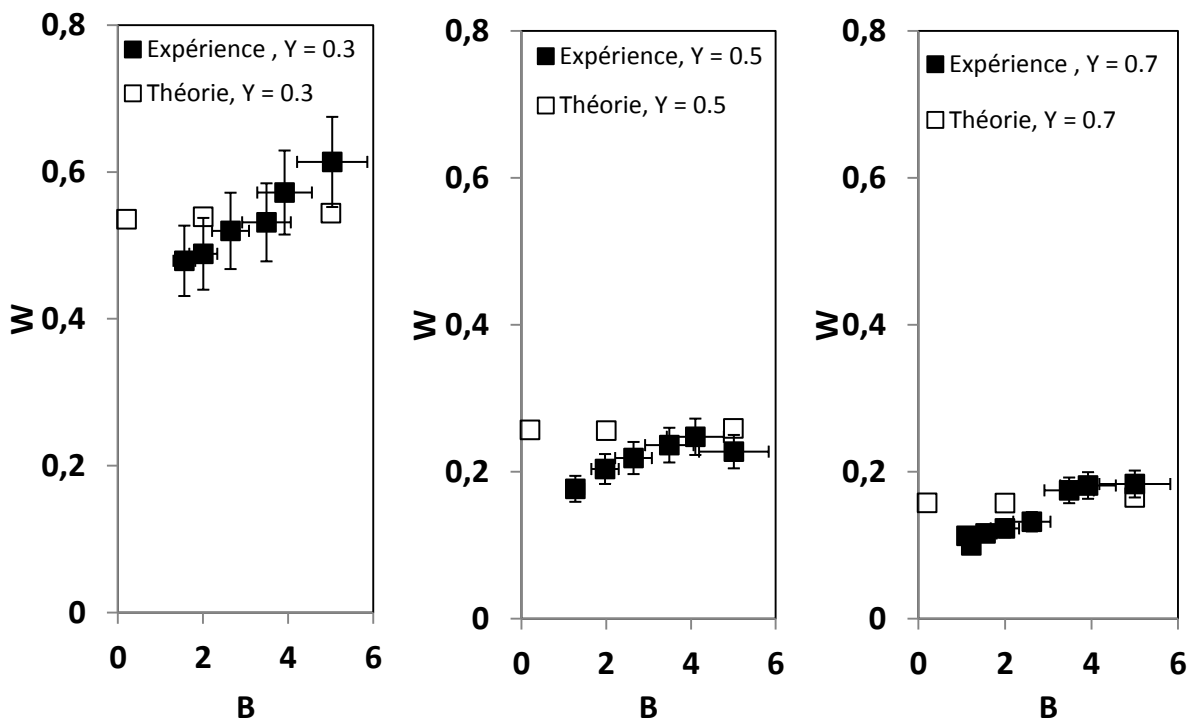 0,8
Expérience , Y = 0.3
Théorie, Y = 0.3
0,6
0,4
0,2
0
W
0 2 4 6
B
0,8
Expérience, Y = 0.5
Théorie, Y = 0.5
0,6
0,4
0,2
0
W
0 2 4 6
B
0,8
Expérience , Y = 0.7
Théorie, Y = 0.7
0,6
0,4
0,2
0
W
0 2 4 6
B